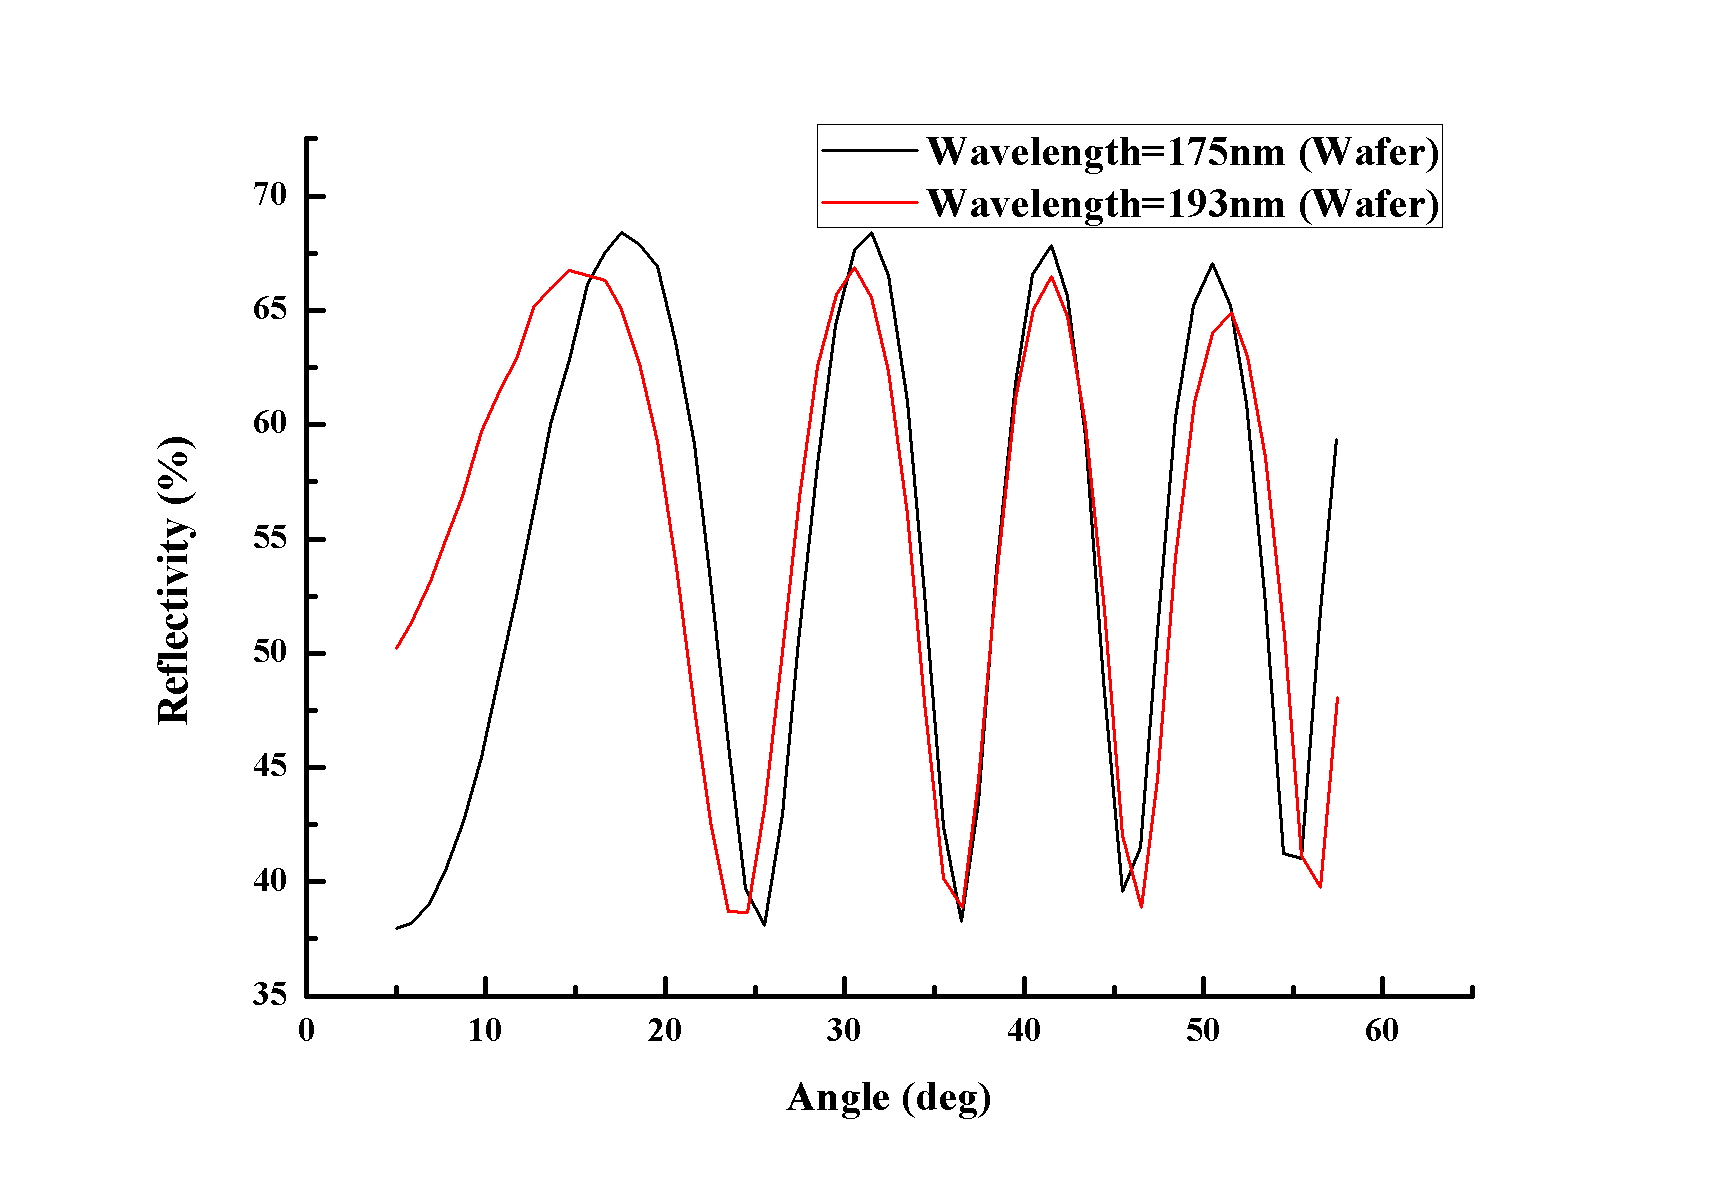 Wavelength=175nm (Wafer)
Wavelength=193nm (Wafer)
70
65
60
55
50
45
40
35
Reflectivity (%)
0 10 20 30 40 50 60
Angle (deg)